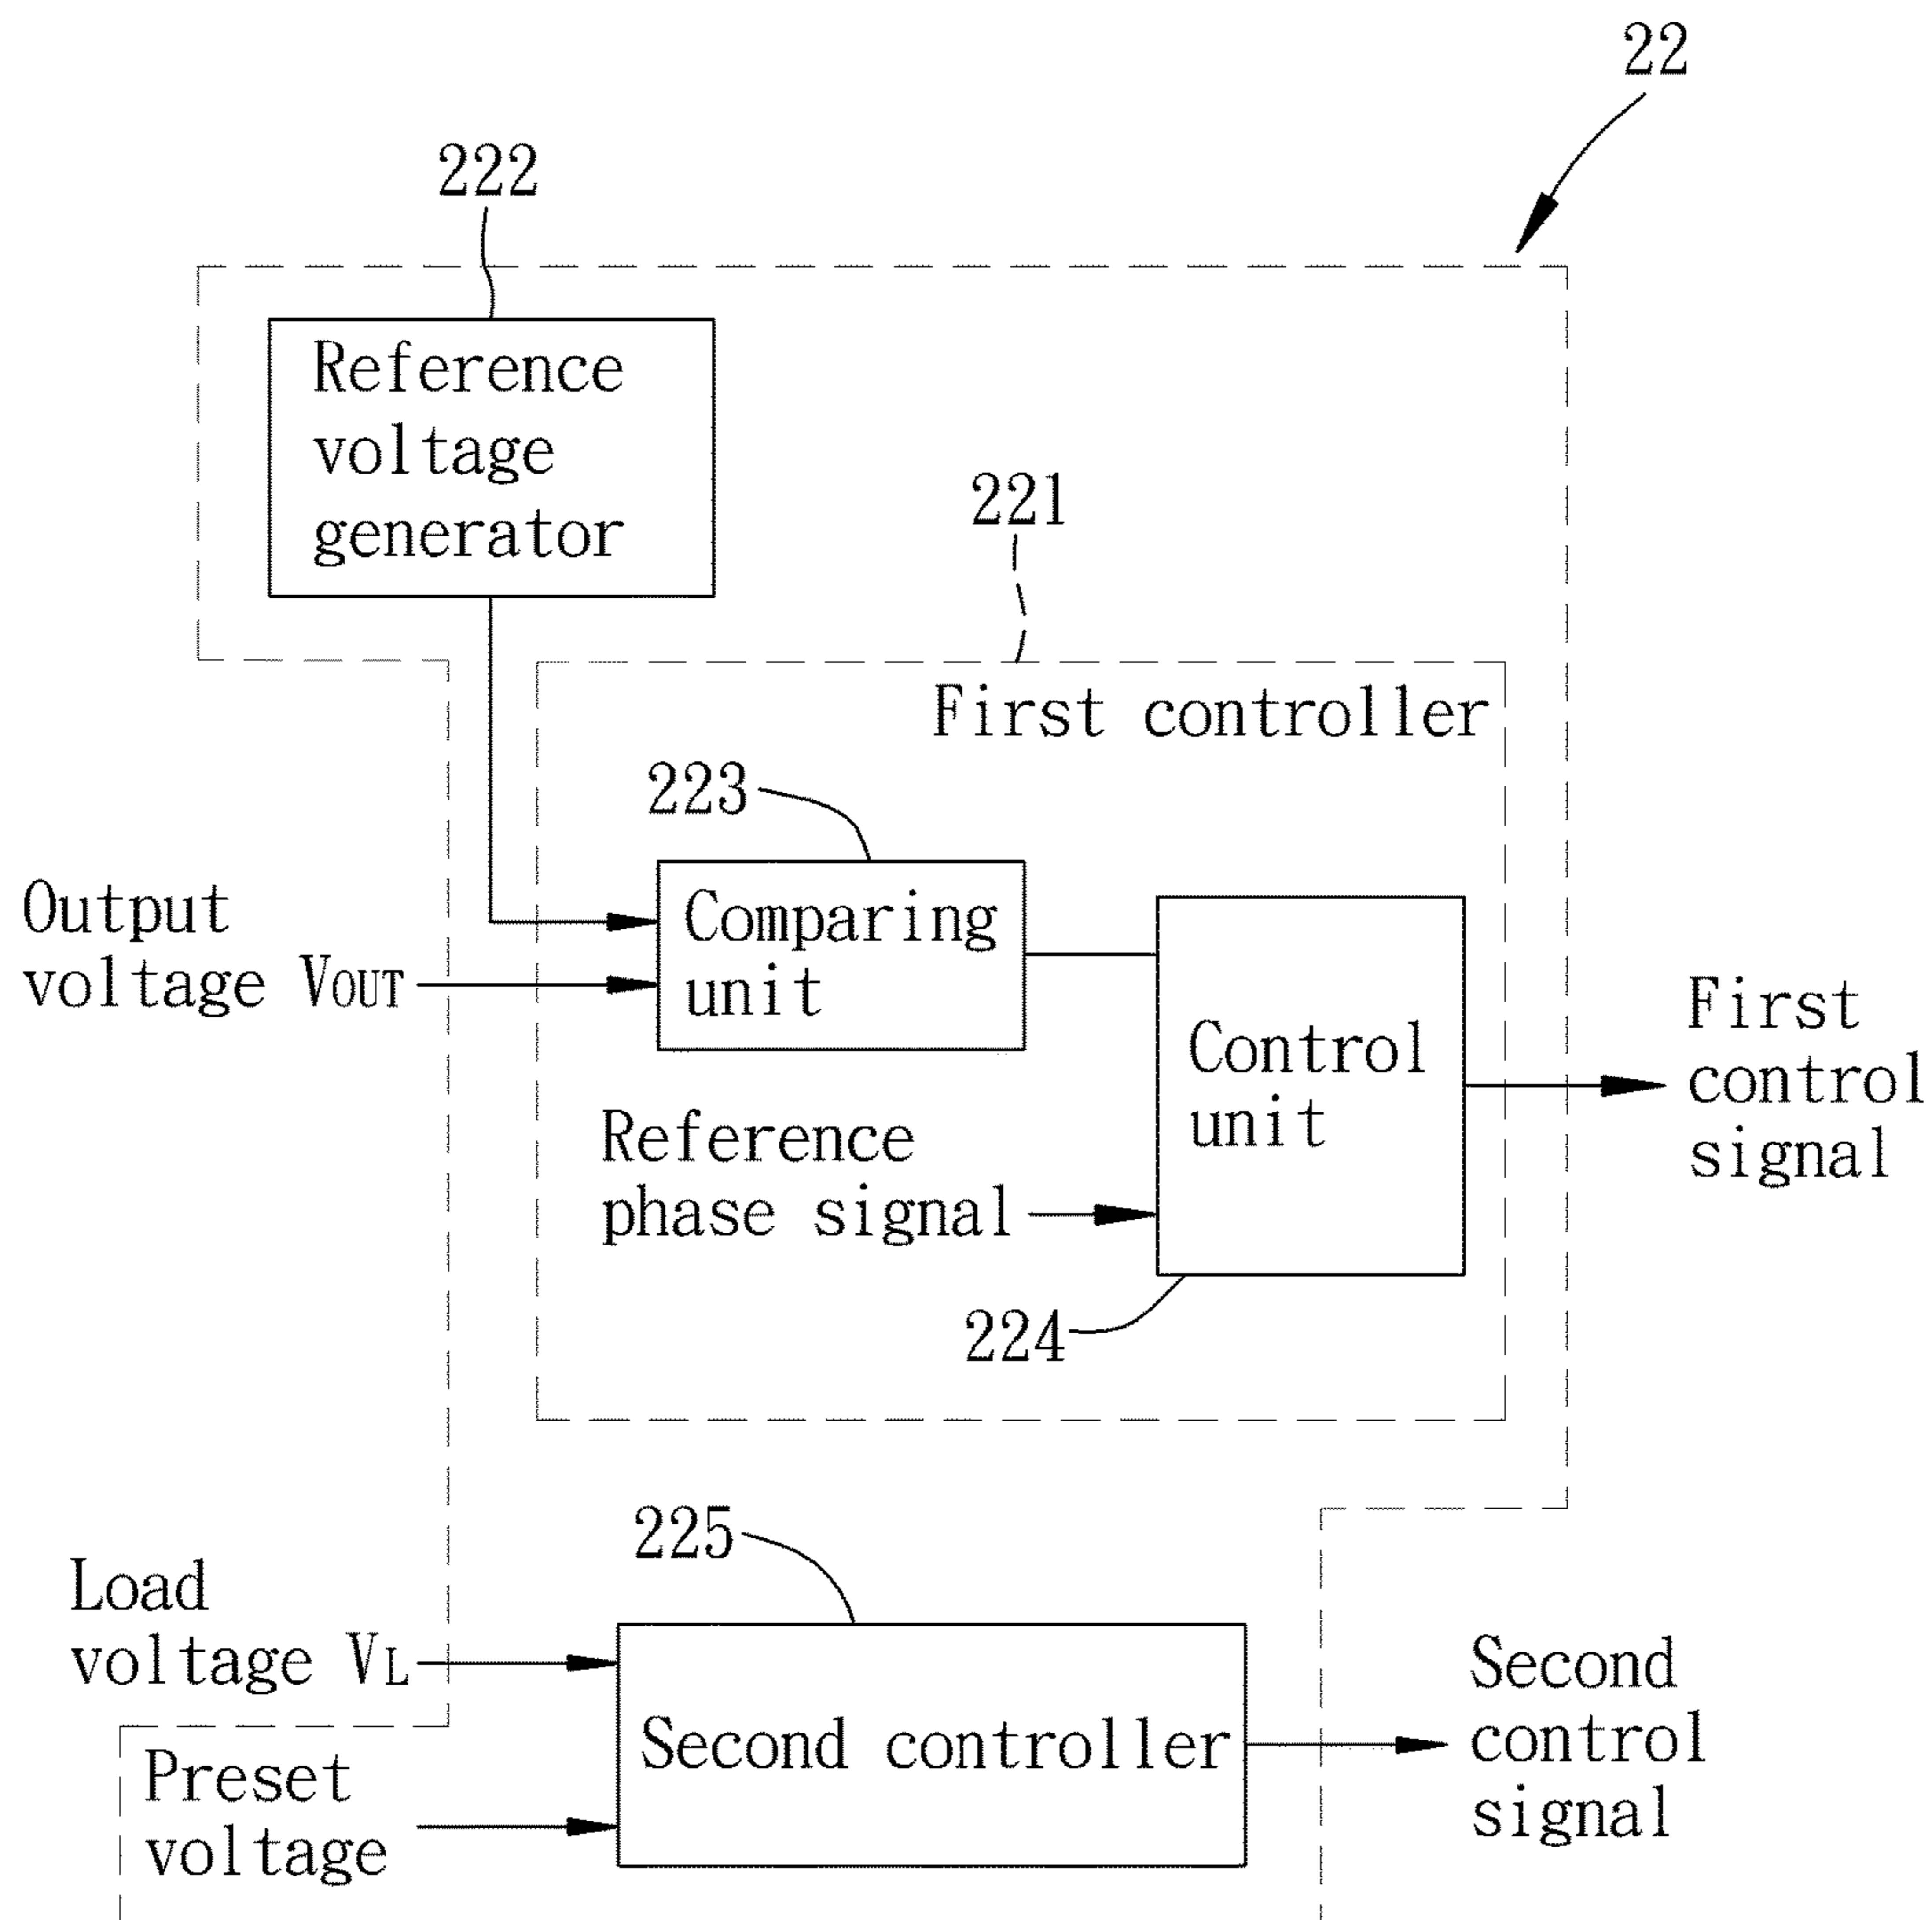 22
222
Reference
voltage
generator
221
First controller
223
Comparing
unit
Output
voltage VOUT
Control
unit
First
control
signal
Reference
phase signal
224
225
Load
voltage VL
Second controller
Preset
voltage
Second
control
signal